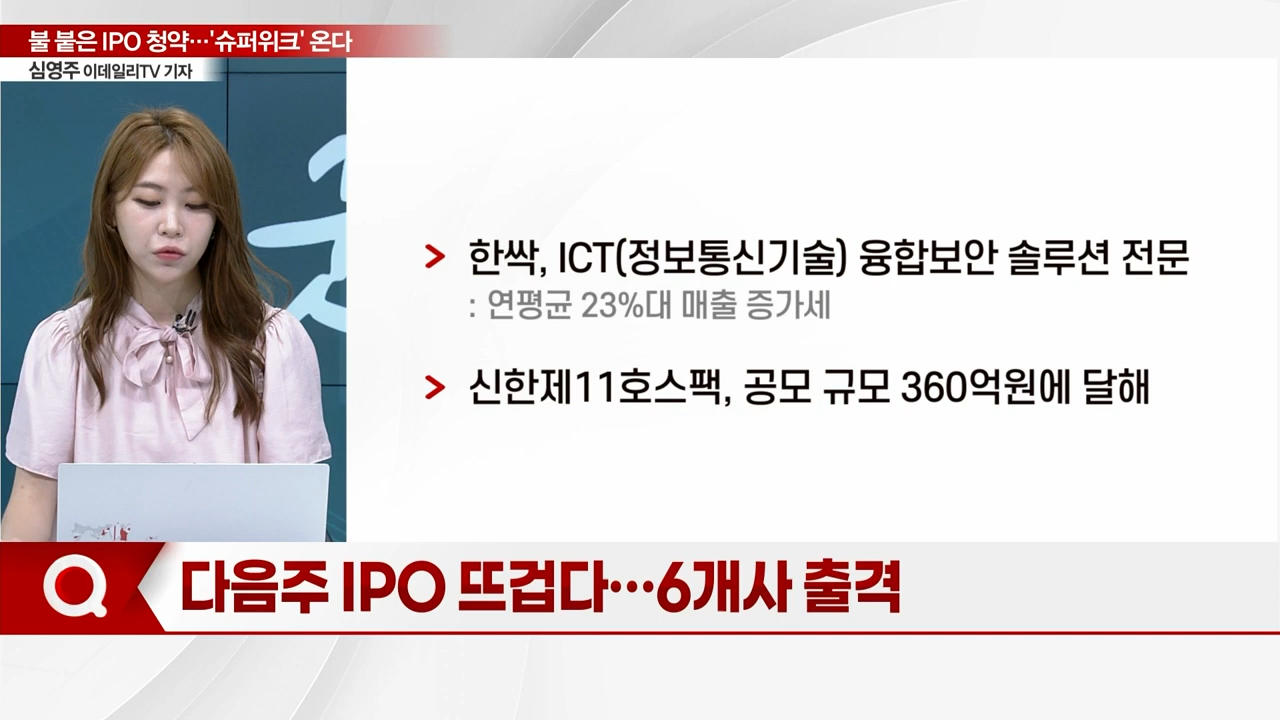 불 붙은 IPO 청약…'슈퍼위크' 온다
심영주 이데일리TV 기자
한싹, ICT(정보통신기술) 융합보안 솔루션 전문
: 연평균 23%대 매출 증가세
신한제11호스팩, 공모 규모 360억원에 달해
다음주 IPO 뜨겁다…6개사 출격